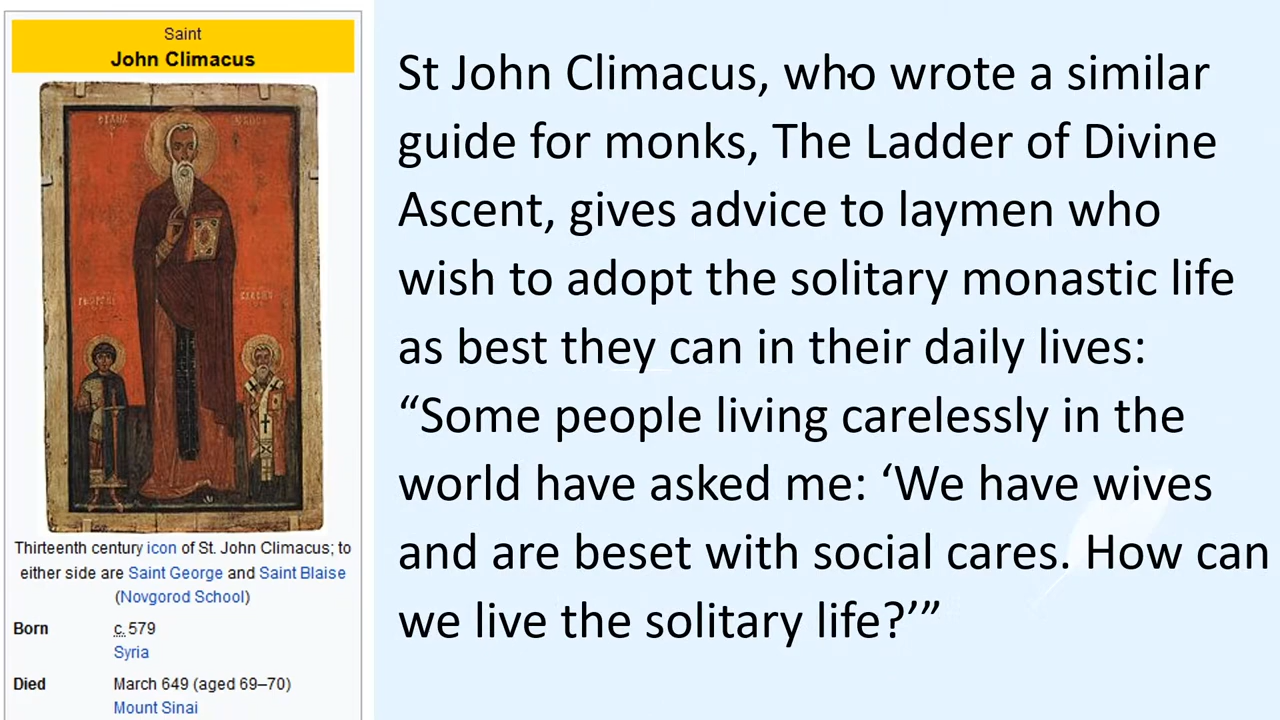 Saint
John Climacus
Thirteenth century icon of St. John Climacus; to
either side are Saint George and Saint Blaise
(Novgorod School)
Born c. 579
Syria
Died March 649 (aged 69–70)
Mount Sinai
St John Climacus, who wrote a similar
guide for monks, The Ladder of Divine
Ascent, gives advice to laymen who
wish to adopt the solitary monastic life
as best they can in their daily lives:
“Some people living carelessly in the
world have asked me: ‘We have wives
and are beset with social cares. How can
we live the solitary life?’”